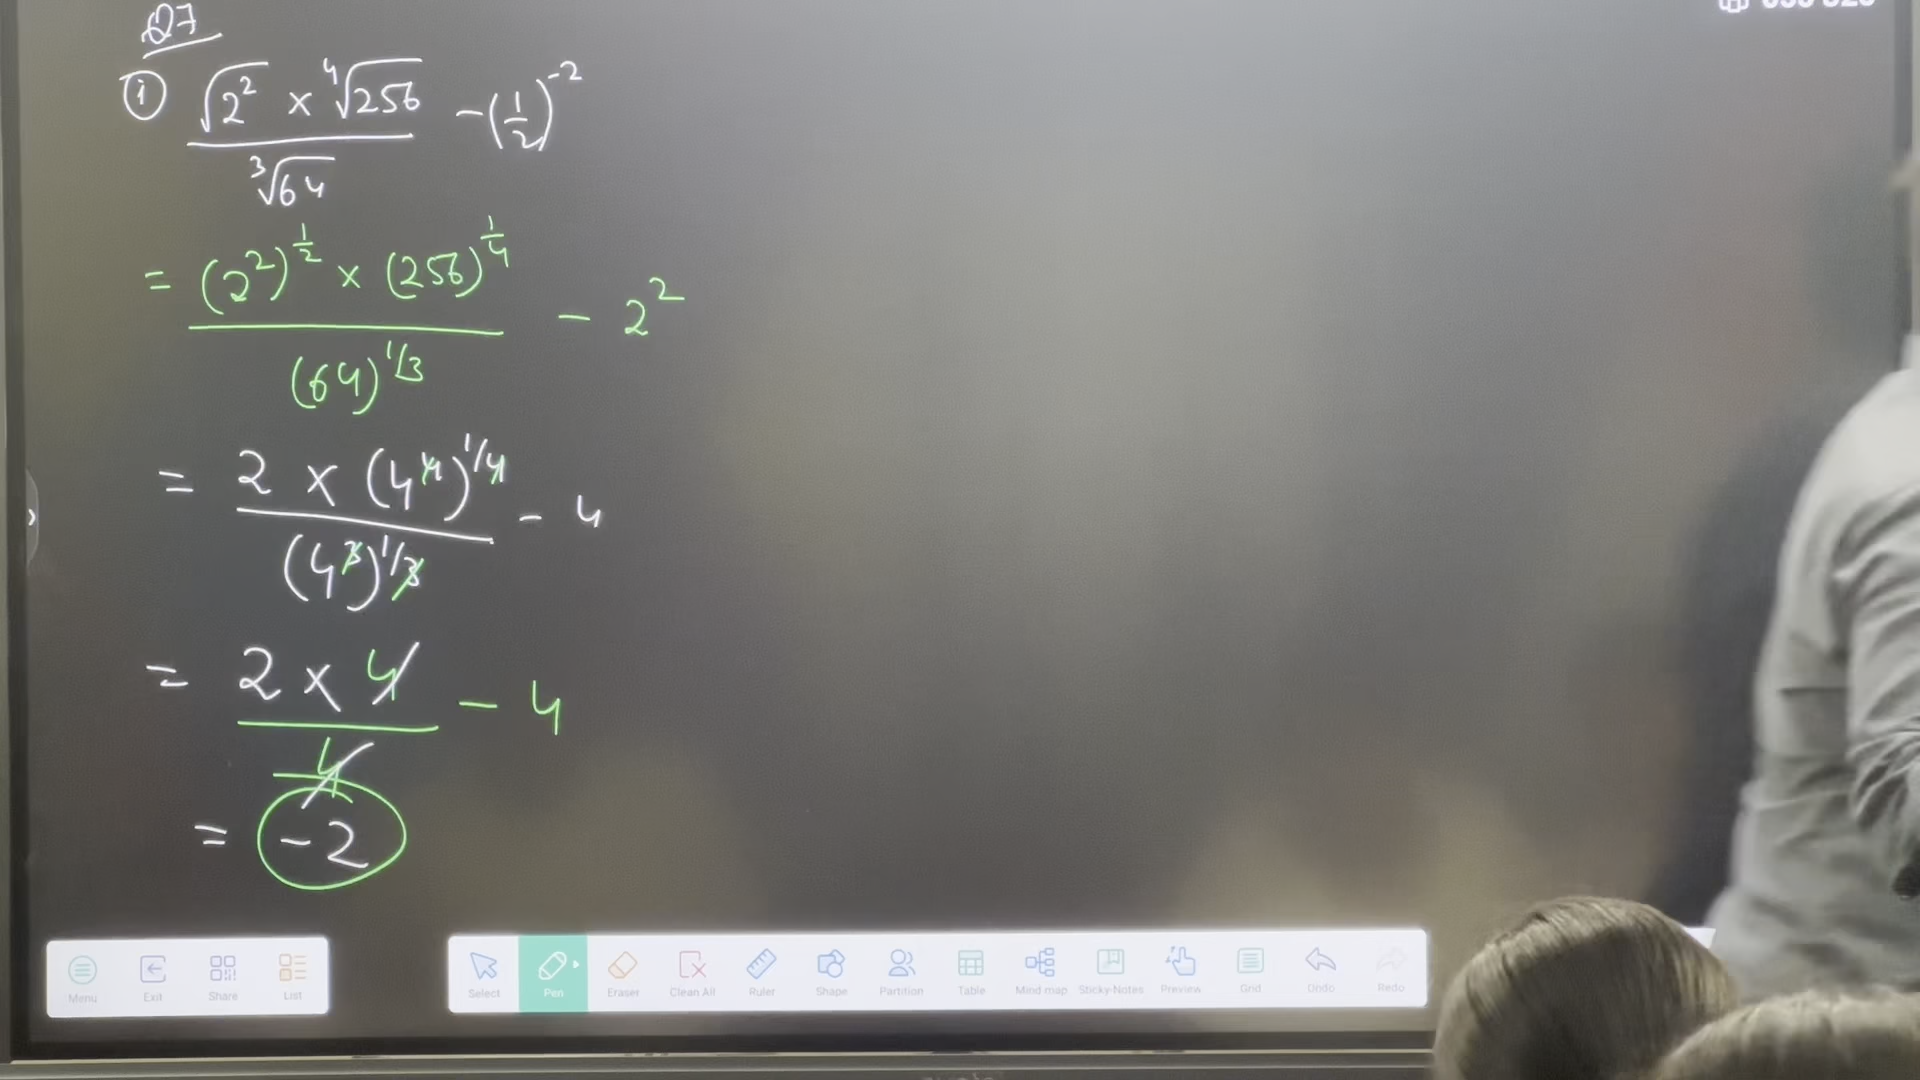 Q7
① √2² × ⁴√256 / ³√64 - (1/2)⁻²
= (2²)^1/2 × (256)^1/4 / (64)^1/3 - 2²
= 2 × (4⁴)^1/4 / (4³)^1/3 - 4
= 2 × 4 / 4 - 4
= -2
Menu Exit Share List Select Pen Eraser Clean All Ruler Shape Partition Table Mind map Sticky-Notes Preview Grid Undo Redo